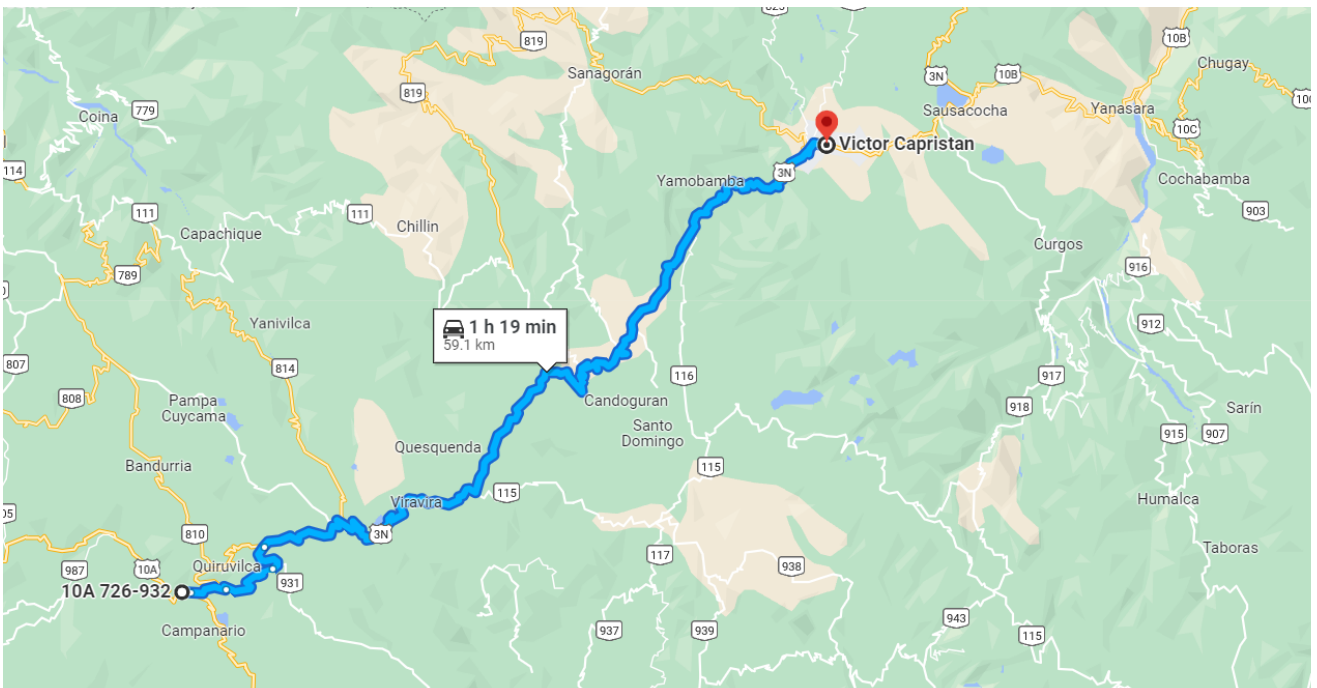 823
10B
819
Chugay
Sanagorán
3N
10B
819
10C
Sausacocha
Yanasara
779
Coina
10C
Victor Capristan
114
3N
Yamobamba
Cochabamba
111
111
903
Chillin
Capachique
Curgos
789
916
1 h 19 min
59.1 km
Yanivilca
912
807
814
116
917
808
Pampa
Cuycama
Candoguran
918
Sarín
Santo
Domingo
915
907
Quesquenda
Bandurria
115
115
Viravira
Humalca
810
3N
Taboras
117
987
10A
Quiruvilca
938
931
10A 726-932
Campanario
937
939
943
115